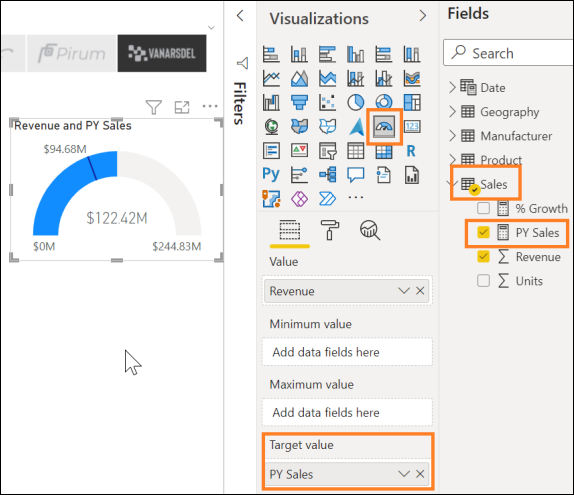 Visualizations
Fields
Pirum
VANARSDEL
Filters
Search
Date
Geography
Manufacturer
Product
Sales
% Growth
PY Sales
Revenue
Units
Revenue and PY Sales
$94.68M
$122.42M
$0M
$244.83M
123
R
Py
Value
Revenue
Minimum value
Add data fields here
Maximum value
Add data fields here
Target value
PY Sales